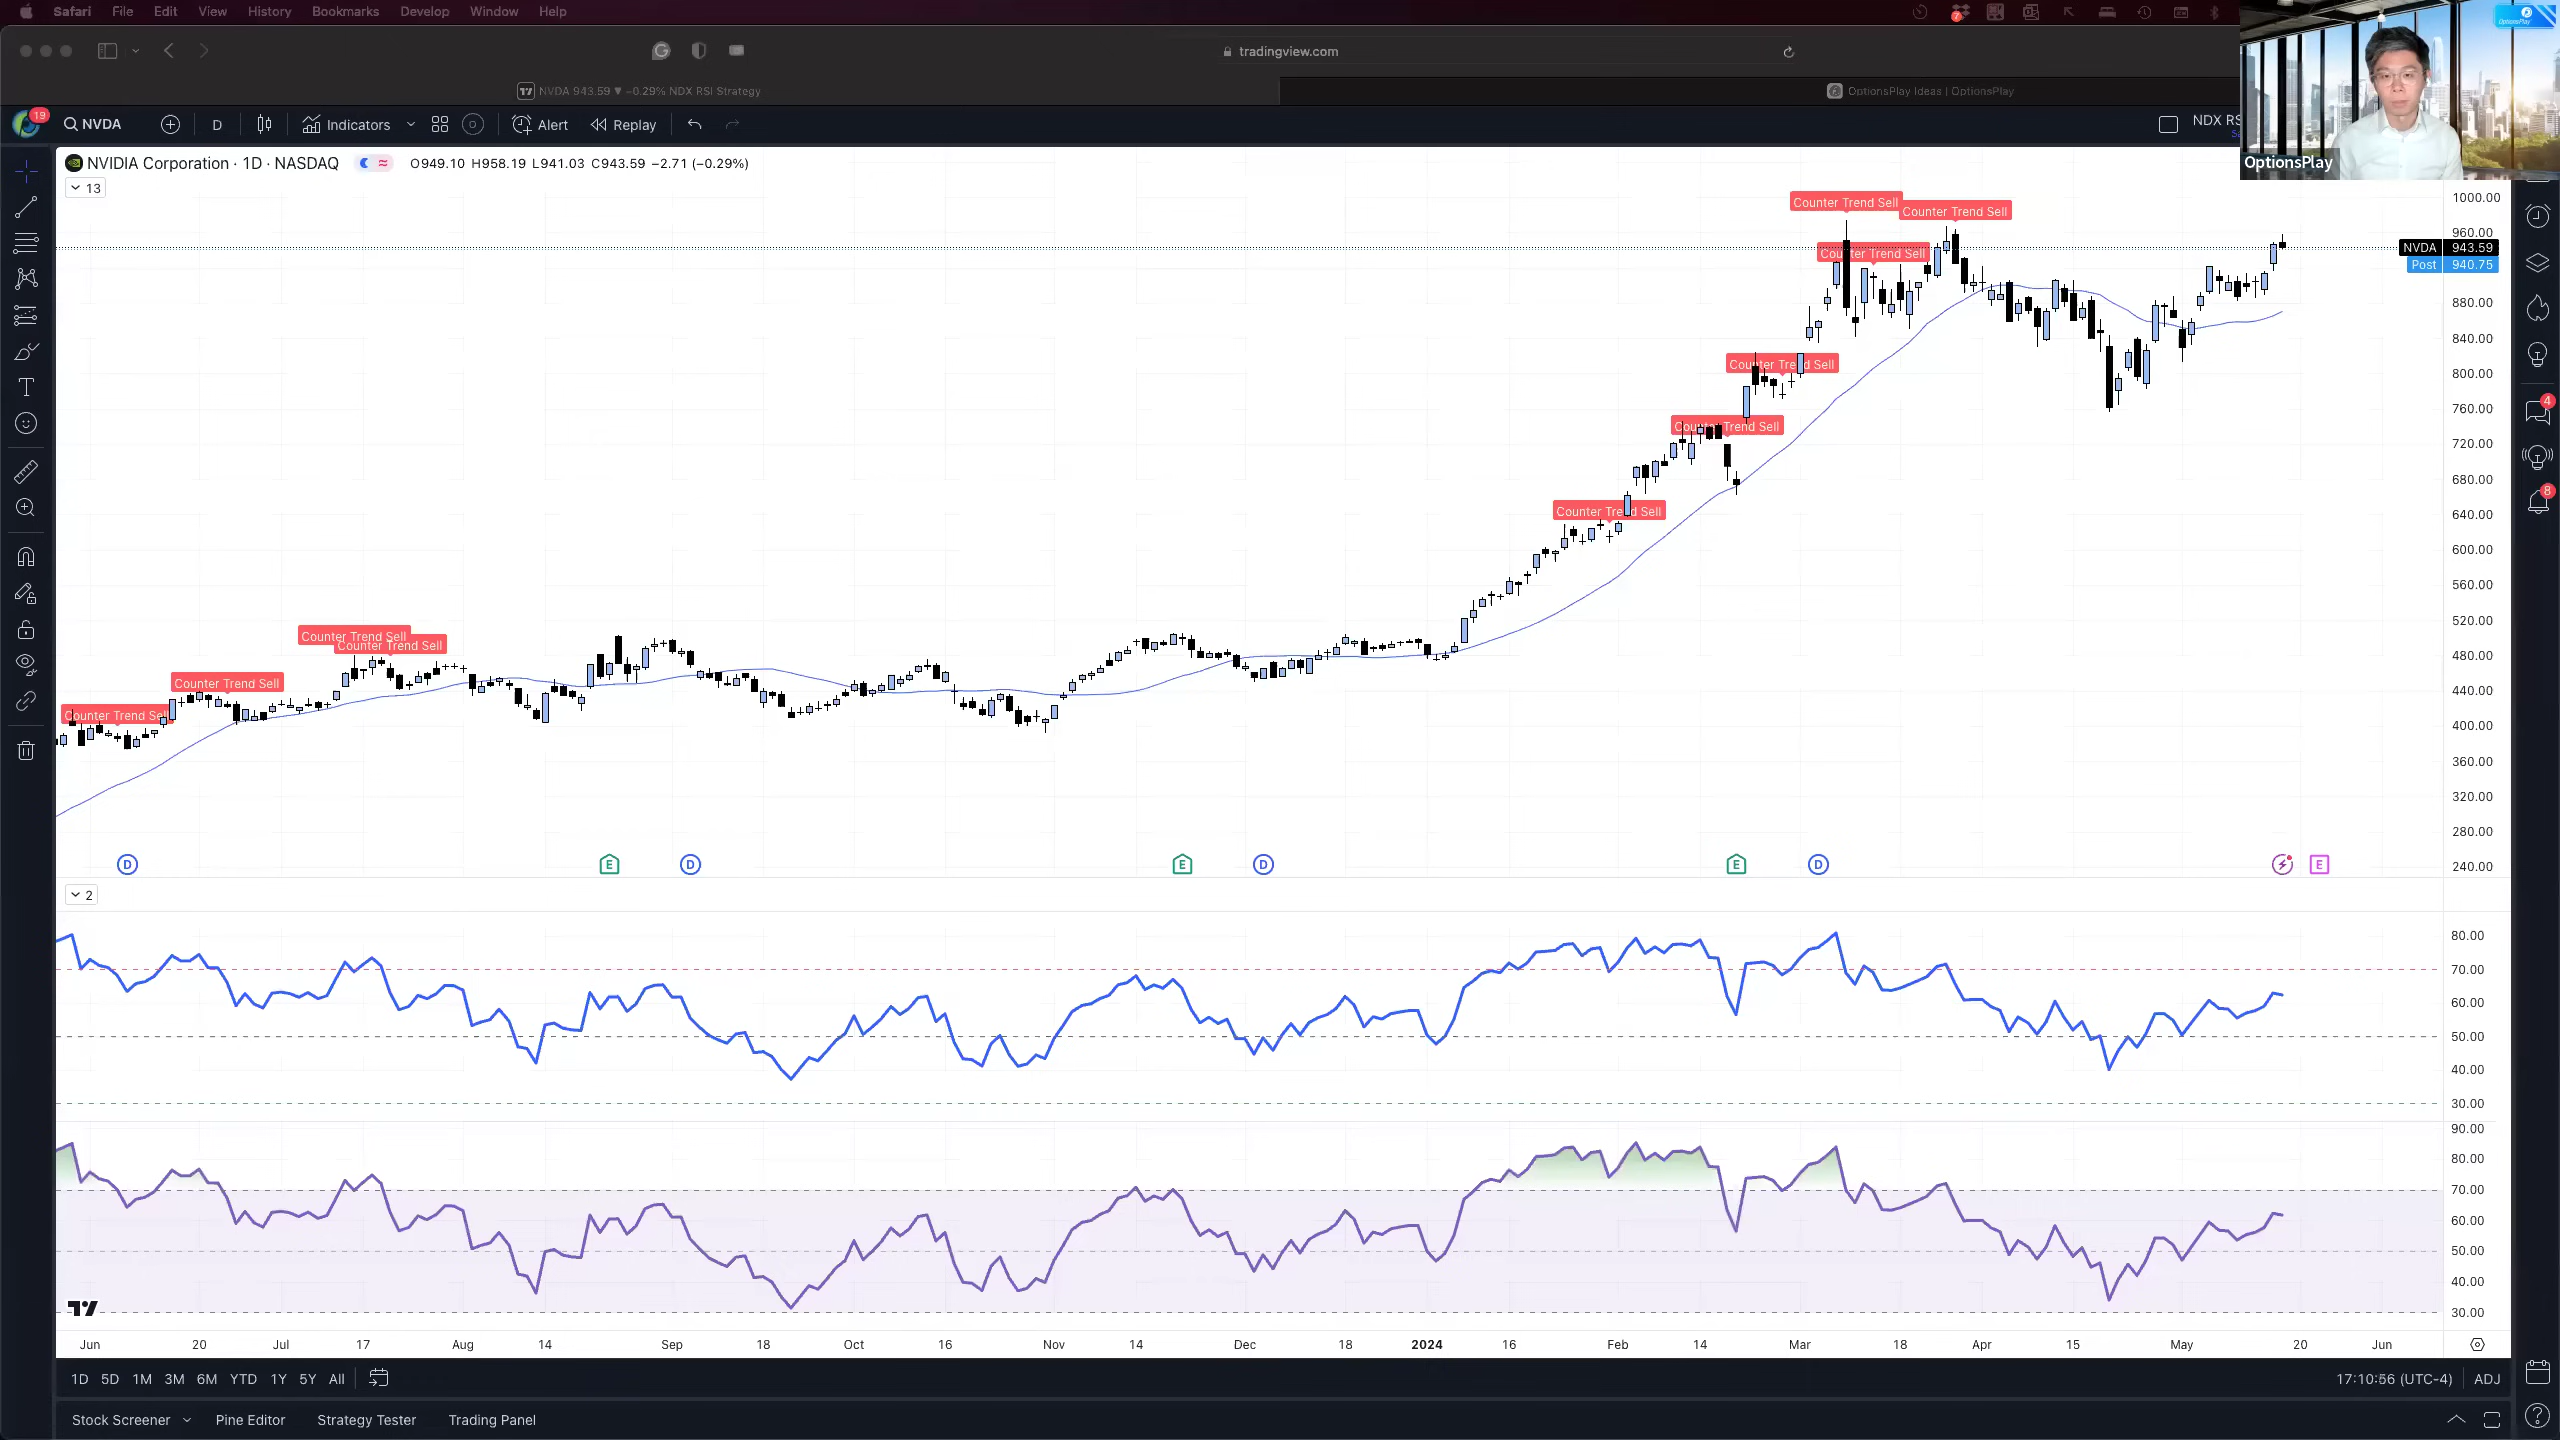 Safari File Edit View History Bookmarks Develop Window Help
7
tradingview.com
NVDA 943.59 ▼ −0.29% NDX RSI Strategy
OptionsPlay Ideas | OptionsPlay
19
NVDA
D
Indicators
Alert
Replay
NDX RS
OptionsPlay
NVIDIA Corporation · 1D · NASDAQ
O949.10 H958.19 L941.03 C943.59 −2.71 (−0.29%)
13
Counter Trend Sell
Counter Trend Sell
Counter Trend Sell
Counter Trend Sell
Counter Trend Sell
Counter Trend Sell
Counter Trend Sell
Counter Trend Sell
Counter Trend Sell
Counter Trend Sell
1000.00
960.00
NVDA 943.59
Post 940.75
880.00
840.00
800.00
760.00
720.00
680.00
640.00
600.00
560.00
520.00
480.00
440.00
400.00
360.00
320.00
280.00
240.00
4
8
D E D E D E D E
2
80.00
70.00
60.00
50.00
40.00
30.00
90.00
80.00
70.00
60.00
50.00
40.00
30.00
Jun 20 Jul 17 Aug 14 Sep 18 Oct 16 Nov 14 Dec 18 2024 16 Feb 14 Mar 18 Apr 15 May 20 Jun
1D 5D 1M 3M 6M YTD 1Y 5Y All
17:10:56 (UTC-4) ADJ
Stock Screener Pine Editor Strategy Tester Trading Panel